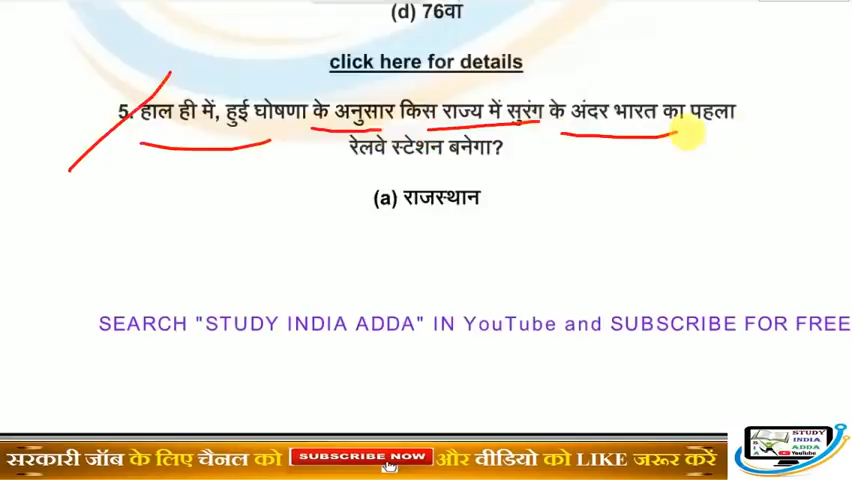 (d) 76वा
click here for details
5. हाल ही में, हुई घोषणा के अनुसार किस राज्य में सुरंग के अंदर भारत का पहला
रेलवे स्टेशन बनेगा?
(a) राजस्थान
SEARCH "STUDY INDIA ADDA" IN YouTube and SUBSCRIBE FOR FREE
सरकारी जॉब के लिए चैनल को SUBSCRIBE NOW और वीडियो को LIKE जरूर करें
STUDY
INDIA
ADDA
YouTube